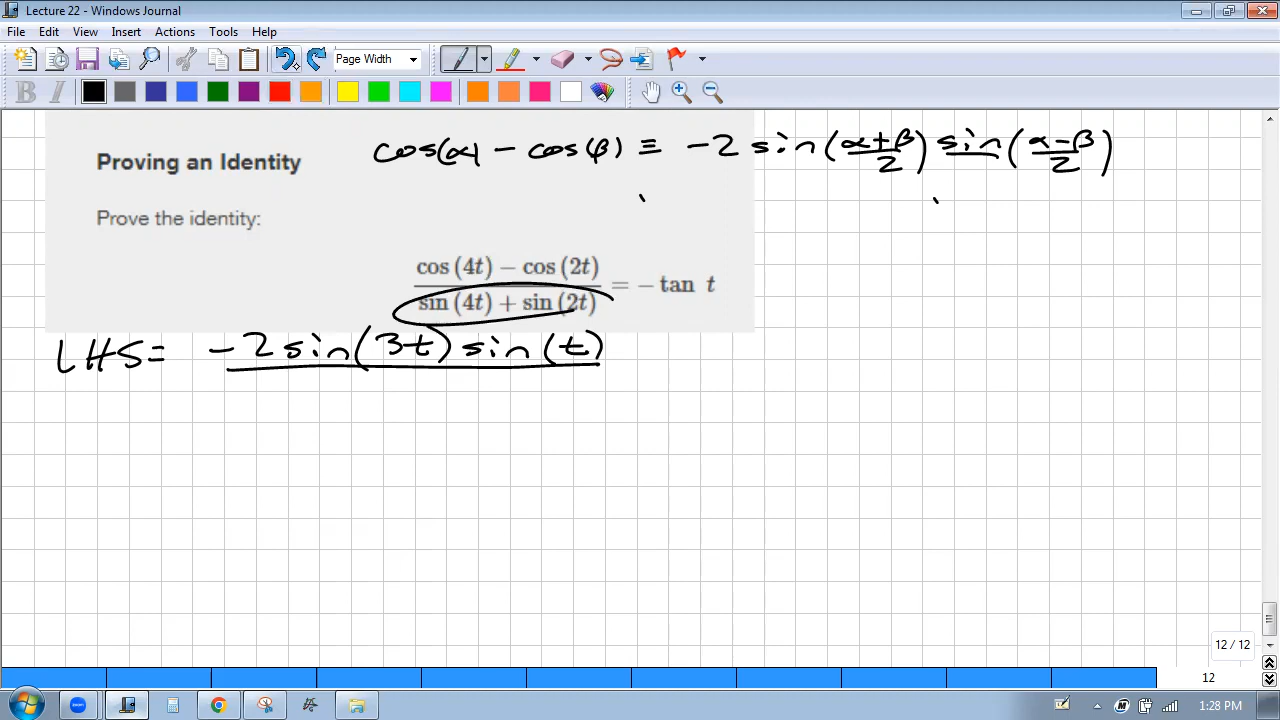 Lecture 22 - Windows Journal
File Edit View Insert Actions Tools Help
Page Width
B I
cos(α) - cos(β) ≡ -2 sin(α+β/2) sin(α-β/2)
Proving an Identity
Prove the identity:
cos (4t) − cos (2t)
sin (4t) + sin (2t)
= − tan t
LHS = -2 sin(3t) sin(t)
12 / 12
12
1:28 PM